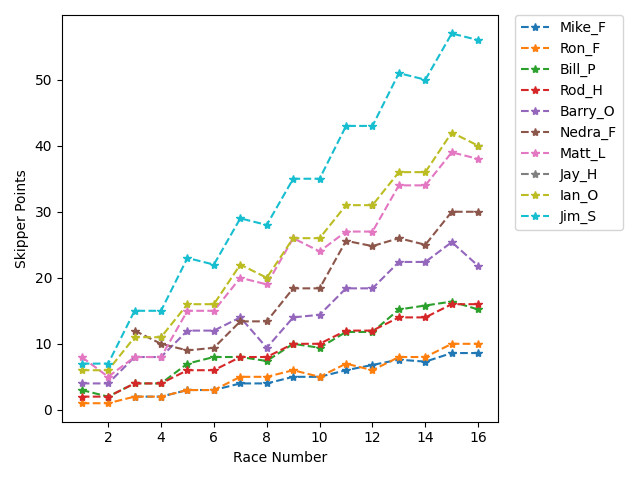 Skipper Points
50
40
30
20
10
0
2 4 6 8 10 12 14 16
Race Number
Mike_F
Ron_F
Bill_P
Rod_H
Barry_O
Nedra_F
Matt_L
Jay_H
Ian_O
Jim_S